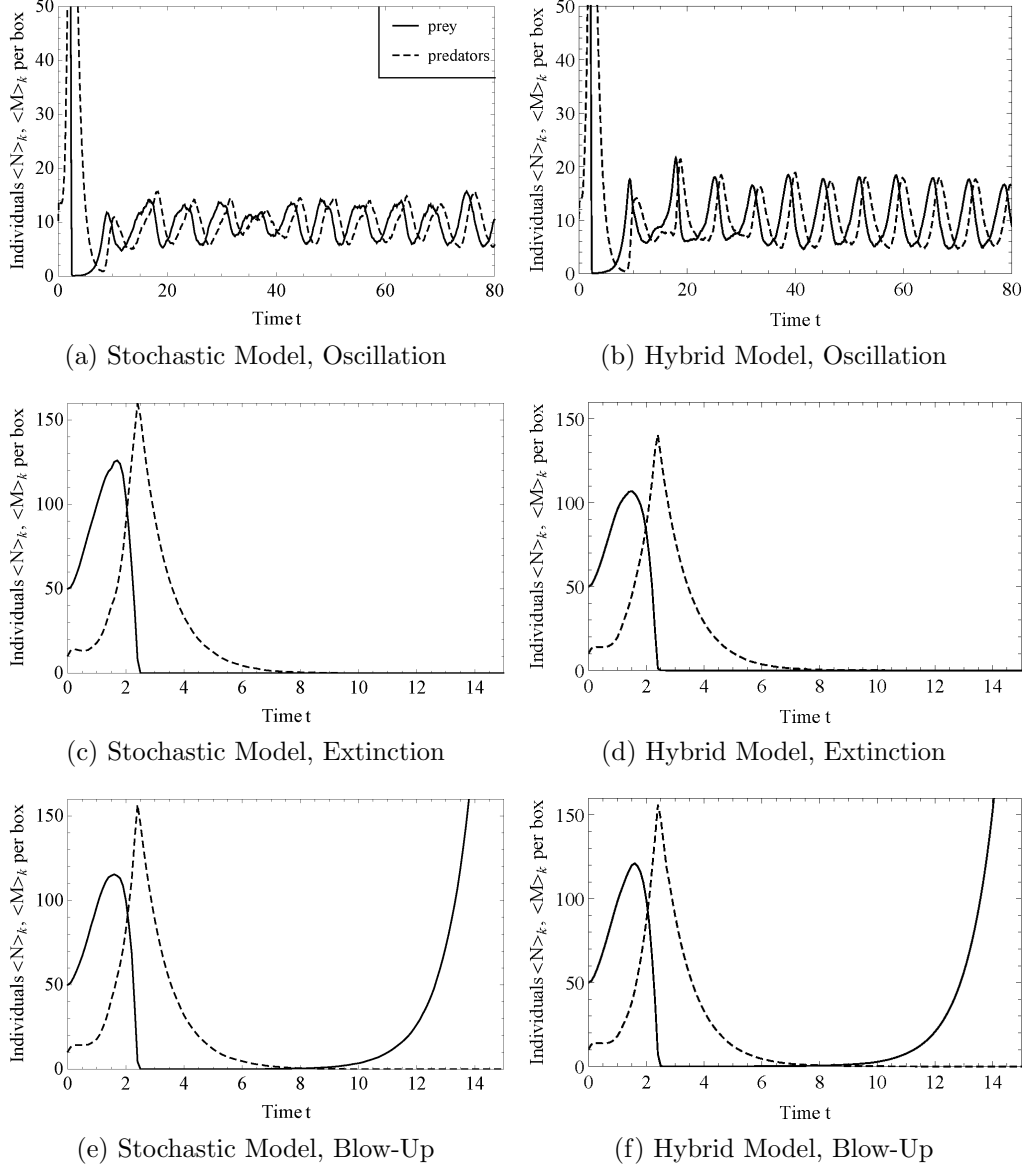 Individuals <N>k, <M>k per box
50
40
30
20
10
0
prey
predators
0 20 40 60 80
Time t
(a) Stochastic Model, Oscillation
Individuals <N>k, <M>k per box
50
40
30
20
10
0
0 20 40 60 80
Time t
(b) Hybrid Model, Oscillation
Individuals <N>k, <M>k per box
150
100
50
0
0 2 4 6 8 10 12 14
Time t
(c) Stochastic Model, Extinction
Individuals <N>k, <M>k per box
150
100
50
0
0 2 4 6 8 10 12 14
Time t
(d) Hybrid Model, Extinction
Individuals <N>k, <M>k per box
150
100
50
0
0 2 4 6 8 10 12 14
Time t
(e) Stochastic Model, Blow-Up
Individuals <N>k, <M>k per box
150
100
50
0
0 2 4 6 8 10 12 14
Time t
(f) Hybrid Model, Blow-Up